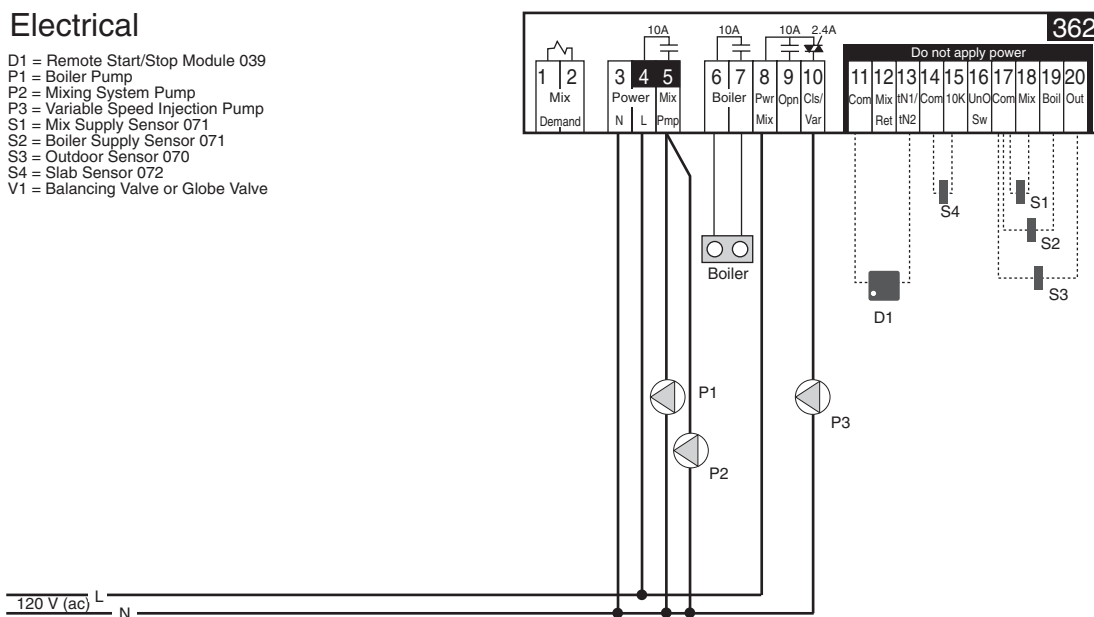 Electrical
D1 = Remote Start/Stop Module 039
P1 = Boiler Pump
P2 = Mixing System Pump
P3 = Variable Speed Injection Pump
S1 = Mix Supply Sensor 071
S2 = Boiler Supply Sensor 071
S3 = Outdoor Sensor 070
S4 = Slab Sensor 072
V1 = Balancing Valve or Globe Valve
362
10A 10A 10A 2.4A
Do not apply power
1 2 3 4 5 6 7 8 9 10 11 12 13 14 15 16 17 18 19 20
Mix Power Mix Boiler Pwr Opn Cls/ Com Mix tN1/ Com 10K UnO Com Mix Boil Out
Demand N L Pmp Mix Var Ret tN2 Sw
S4
S1
S2
S3
Boiler
D1
P1
P3
P2
120 V (ac) L
N